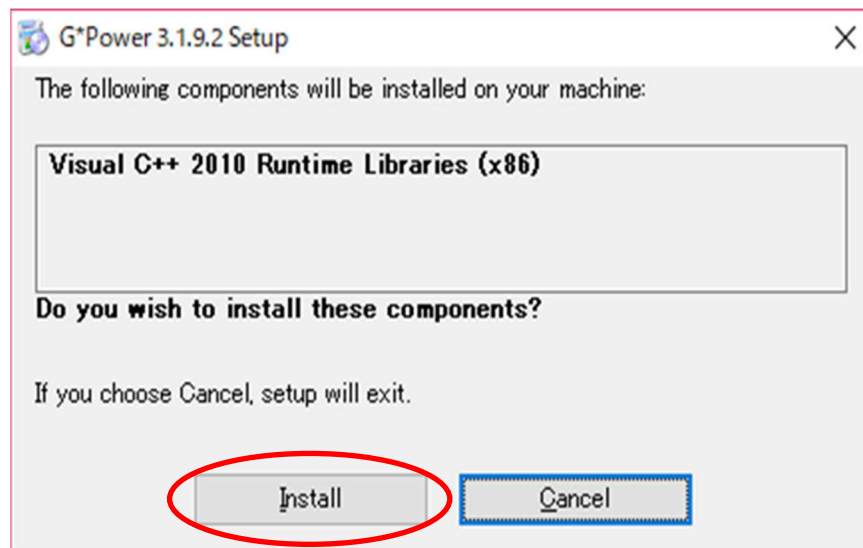 G*Power 3.1.9.2 Setup
The following components will be installed on your machine:
Visual C++ 2010 Runtime Libraries (x86)
Do you wish to install these components?
If you choose Cancel, setup will exit.
Install
Cancel